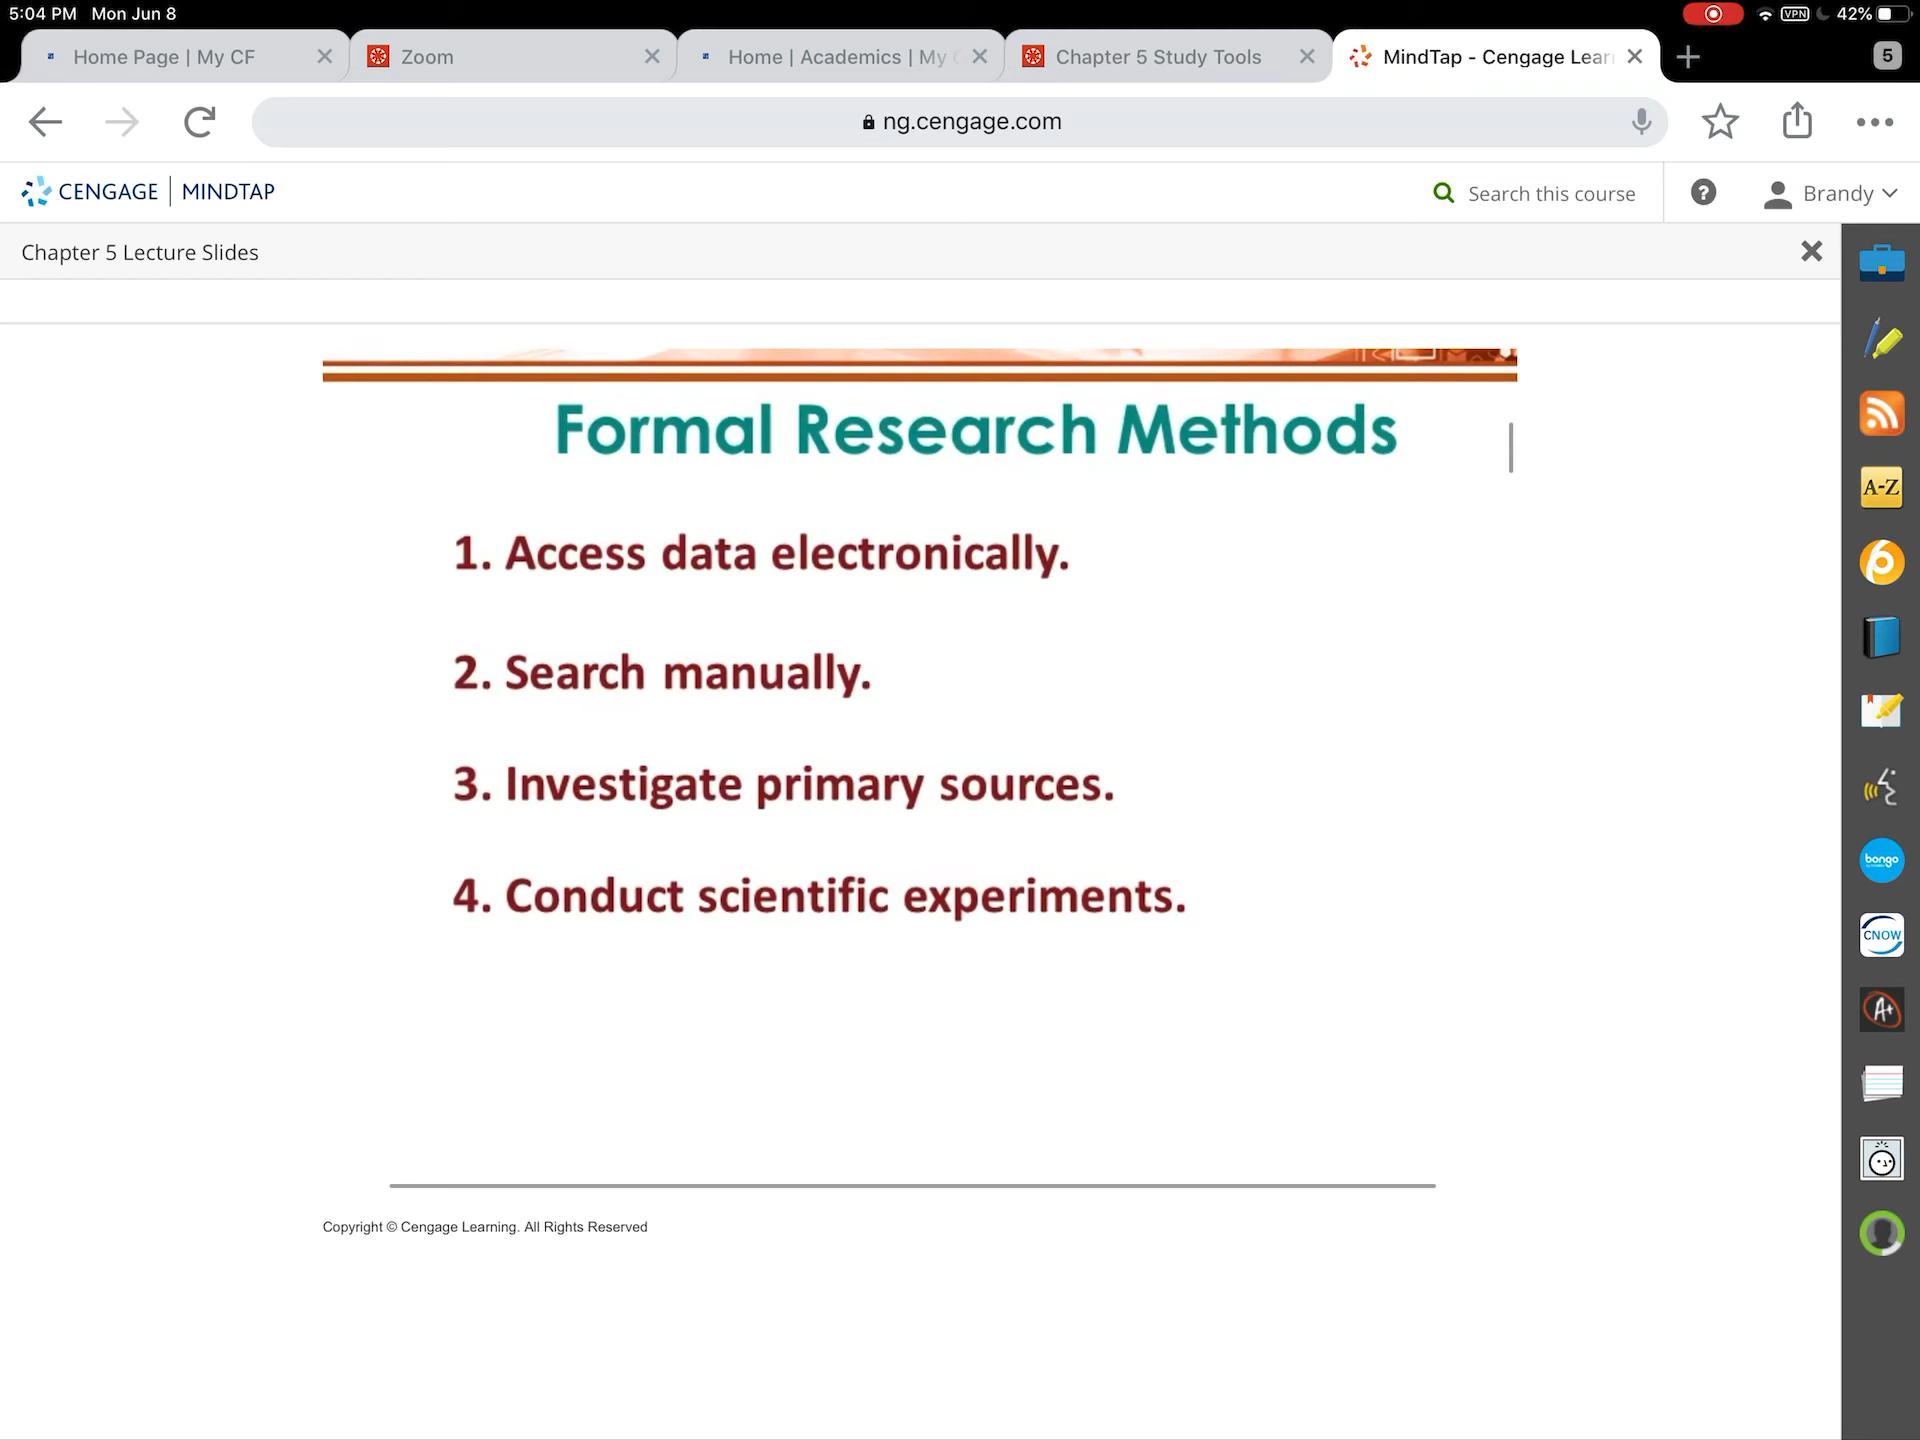 5:04 PM Mon Jun 8
VPN 42%
Home Page | My CF
Zoom
Home | Academics | My
Chapter 5 Study Tools
MindTap - Cengage Lear
5
ng.cengage.com
CENGAGE | MINDTAP
Search this course
?
Brandy
Chapter 5 Lecture Slides
Formal Research Methods
1. Access data electronically.
2. Search manually.
3. Investigate primary sources.
4. Conduct scientific experiments.
Copyright © Cengage Learning. All Rights Reserved
A-Z
bongo
CNOW
A+